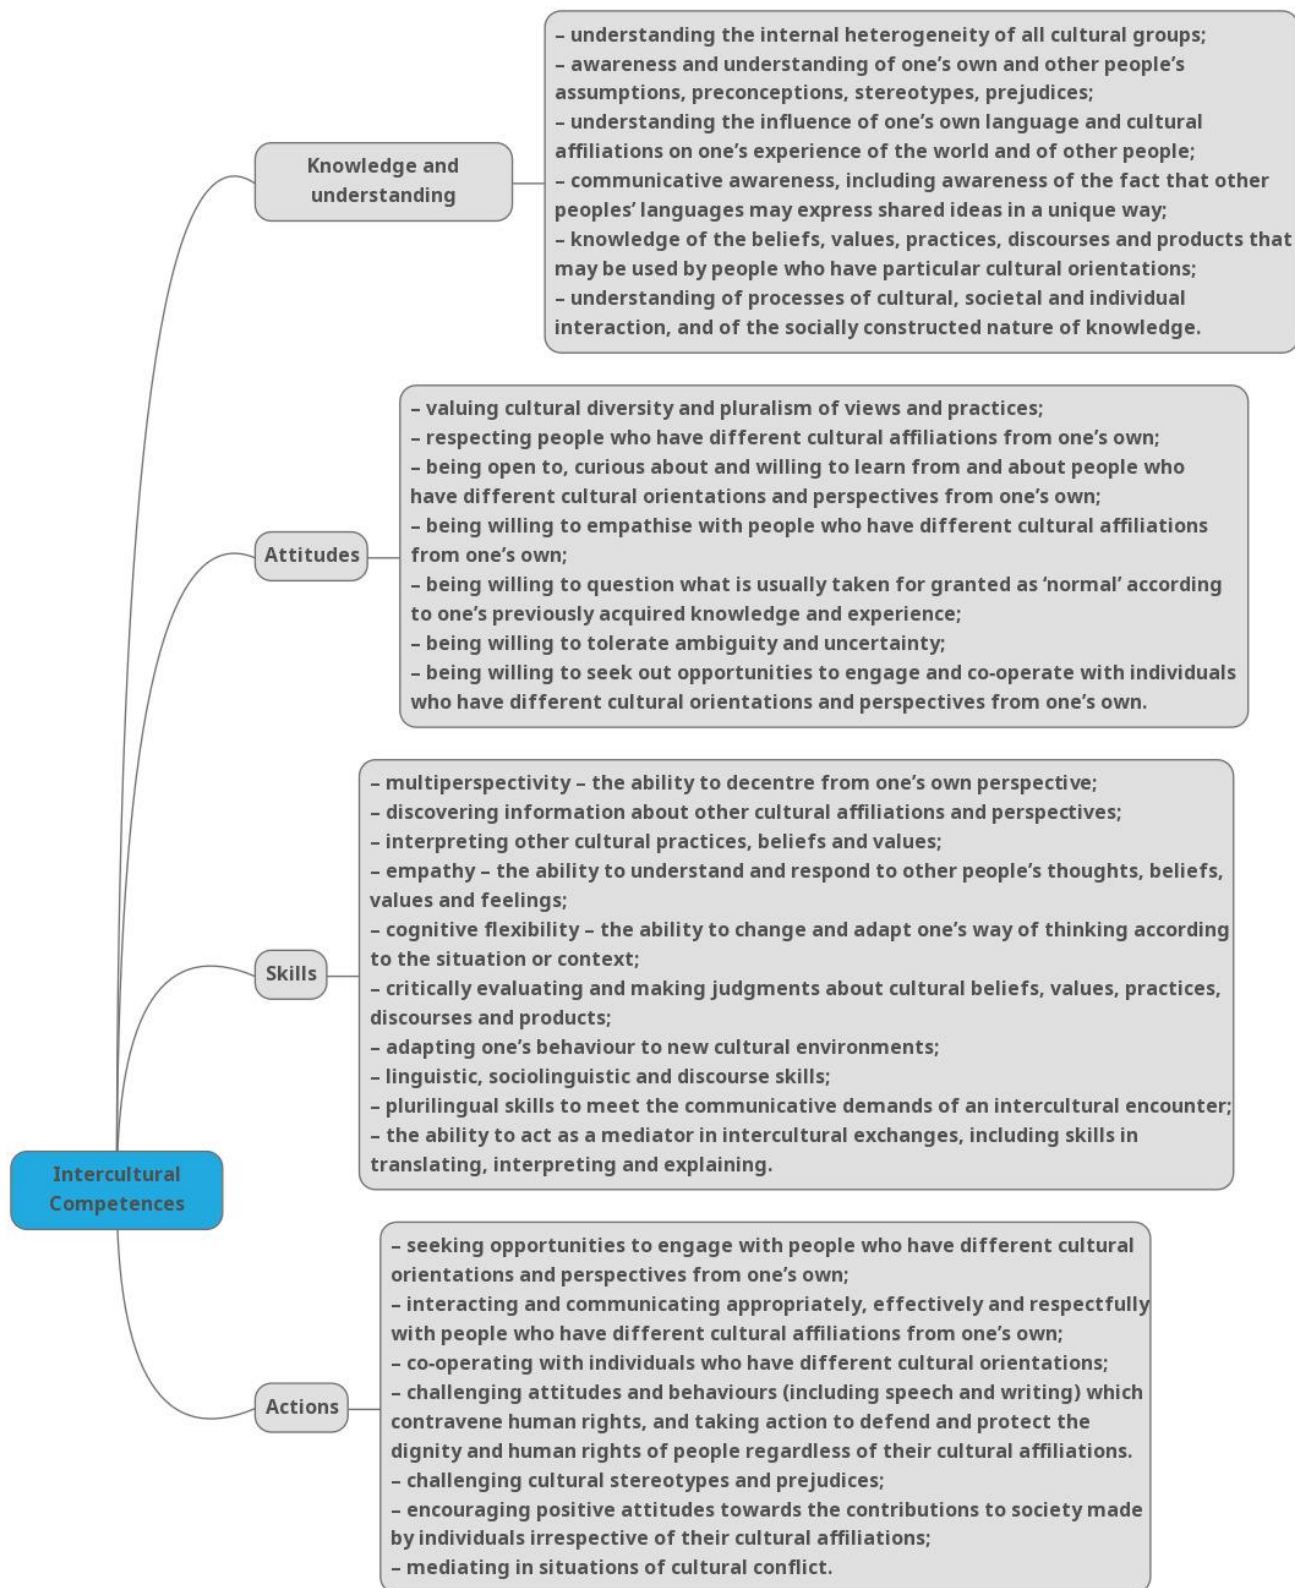 Knowledge and
understanding
– understanding the internal heterogeneity of all cultural groups;
– awareness and understanding of one’s own and other people’s
assumptions, preconceptions, stereotypes, prejudices;
– understanding the influence of one’s own language and cultural
affiliations on one’s experience of the world and of other people;
– communicative awareness, including awareness of the fact that other
peoples’ languages may express shared ideas in a unique way;
– knowledge of the beliefs, values, practices, discourses and products that
may be used by people who have particular cultural orientations;
– understanding of processes of cultural, societal and individual
interaction, and of the socially constructed nature of knowledge.
Attitudes
– valuing cultural diversity and pluralism of views and practices;
– respecting people who have different cultural affiliations from one’s own;
– being open to, curious about and willing to learn from and about people who
have different cultural orientations and perspectives from one’s own;
– being willing to empathise with people who have different cultural affiliations
from one’s own;
– being willing to question what is usually taken for granted as ‘normal’ according
to one’s previously acquired knowledge and experience;
– being willing to tolerate ambiguity and uncertainty;
– being willing to seek out opportunities to engage and co-operate with individuals
who have different cultural orientations and perspectives from one’s own.
Skills
– multiperspectivity – the ability to decentre from one’s own perspective;
– discovering information about other cultural affiliations and perspectives;
– interpreting other cultural practices, beliefs and values;
– empathy – the ability to understand and respond to other people’s thoughts, beliefs,
values and feelings;
– cognitive flexibility – the ability to change and adapt one’s way of thinking according
to the situation or context;
– critically evaluating and making judgments about cultural beliefs, values, practices,
discourses and products;
– adapting one’s behaviour to new cultural environments;
– linguistic, sociolinguistic and discourse skills;
– plurilingual skills to meet the communicative demands of an intercultural encounter;
– the ability to act as a mediator in intercultural exchanges, including skills in
translating, interpreting and explaining.
Intercultural
Competences
Actions
– seeking opportunities to engage with people who have different cultural
orientations and perspectives from one’s own;
– interacting and communicating appropriately, effectively and respectfully
with people who have different cultural affiliations from one’s own;
– co-operating with individuals who have different cultural orientations;
– challenging attitudes and behaviours (including speech and writing) which
contravene human rights, and taking action to defend and protect the
dignity and human rights of people regardless of their cultural affiliations.
– challenging cultural stereotypes and prejudices;
– encouraging positive attitudes towards the contributions to society made
by individuals irrespective of their cultural affiliations;
– mediating in situations of cultural conflict.